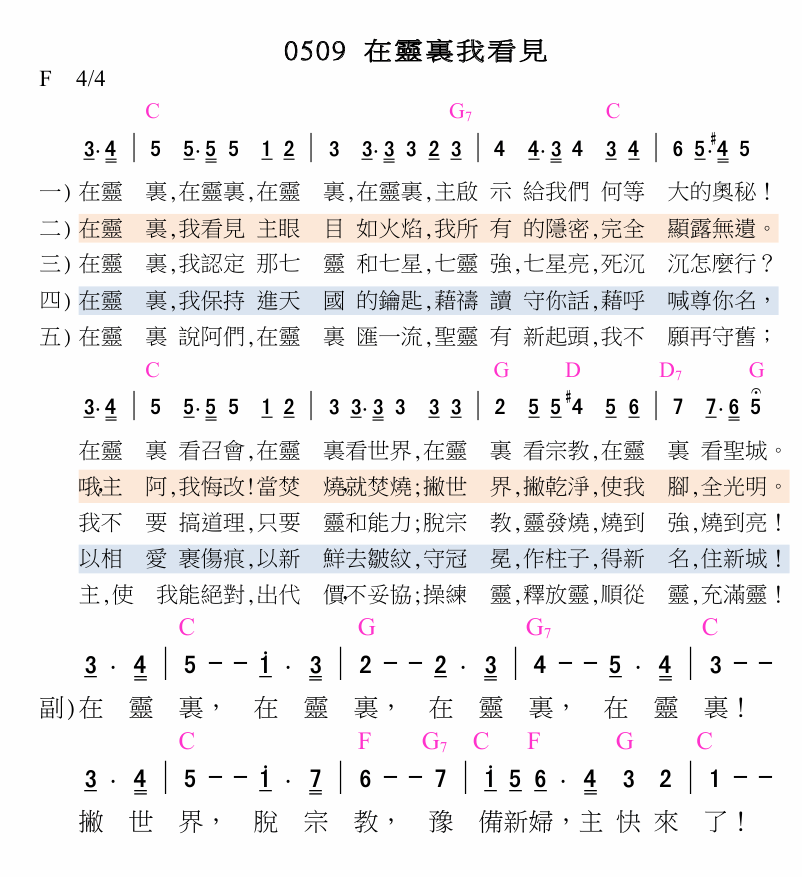 0509 在靈裏我看見
F 4/4
C G7 C
3·4 | 5 5·5 5 1 2 | 3 3·3 3 2 3 | 4 4·3 4 3 4 | 6 5·#4 5
一) 在靈 裏,在靈裏,在靈 裏,在靈裏,主啟 示 給我們 何等 大的奧秘!
二) 在靈 裏,我看見 主眼 目 如火焰,我所 有 的隱密,完全 顯露無遺。
三) 在靈 裏,我認定 那七 靈 和七星,七靈 強,七星亮,死沉 沉怎麼行?
四) 在靈 裏,我保持 進天 國 的鑰匙,藉禱 讀 守你話,藉呼 喊尊你名,
五) 在靈 裏 說阿們,在靈 裏 匯一流,聖靈 有 新起頭,我不 願再守舊;
C G D D7 G
3·4 | 5 5·5 5 1 2 | 3 3·3 3 3 3 | 2 5 5#4 5 6 | 7 7·6 5
在靈 裏 看召會,在靈 裏看世界,在靈 裏 看宗教,在靈 裏 看聖城。
哦,主 阿,我悔改!當焚 燒,就焚燒;撇世 界,撇乾淨,使我 腳,全光明。
我不 要 搞道理,只要 靈和能力;脫宗 教,靈發燒,燒到 強,燒到亮!
以相 愛 裹傷痕,以新 鮮去皺紋,守冠 冕,作柱子,得新 名,住新城!
主,使 我能絕對,出代 價,不妥協;操練 靈,釋放靈,順從 靈,充滿靈!
C G G7 C
3 · 4 | 5 – – i · 3 | 2 – – 2 · 3 | 4 – – 5 · 4 | 3 – –
副) 在 靈 裏, 在 靈 裏, 在 靈 裏, 在 靈 裏!
C F G7 C F G C
3 · 4 | 5 – – i · 7 | 6 – – 7 | i 5 6 · 4 3 2 | 1 – –
撇 世 界, 脫 宗 教, 豫 備新婦,主 快 來 了!